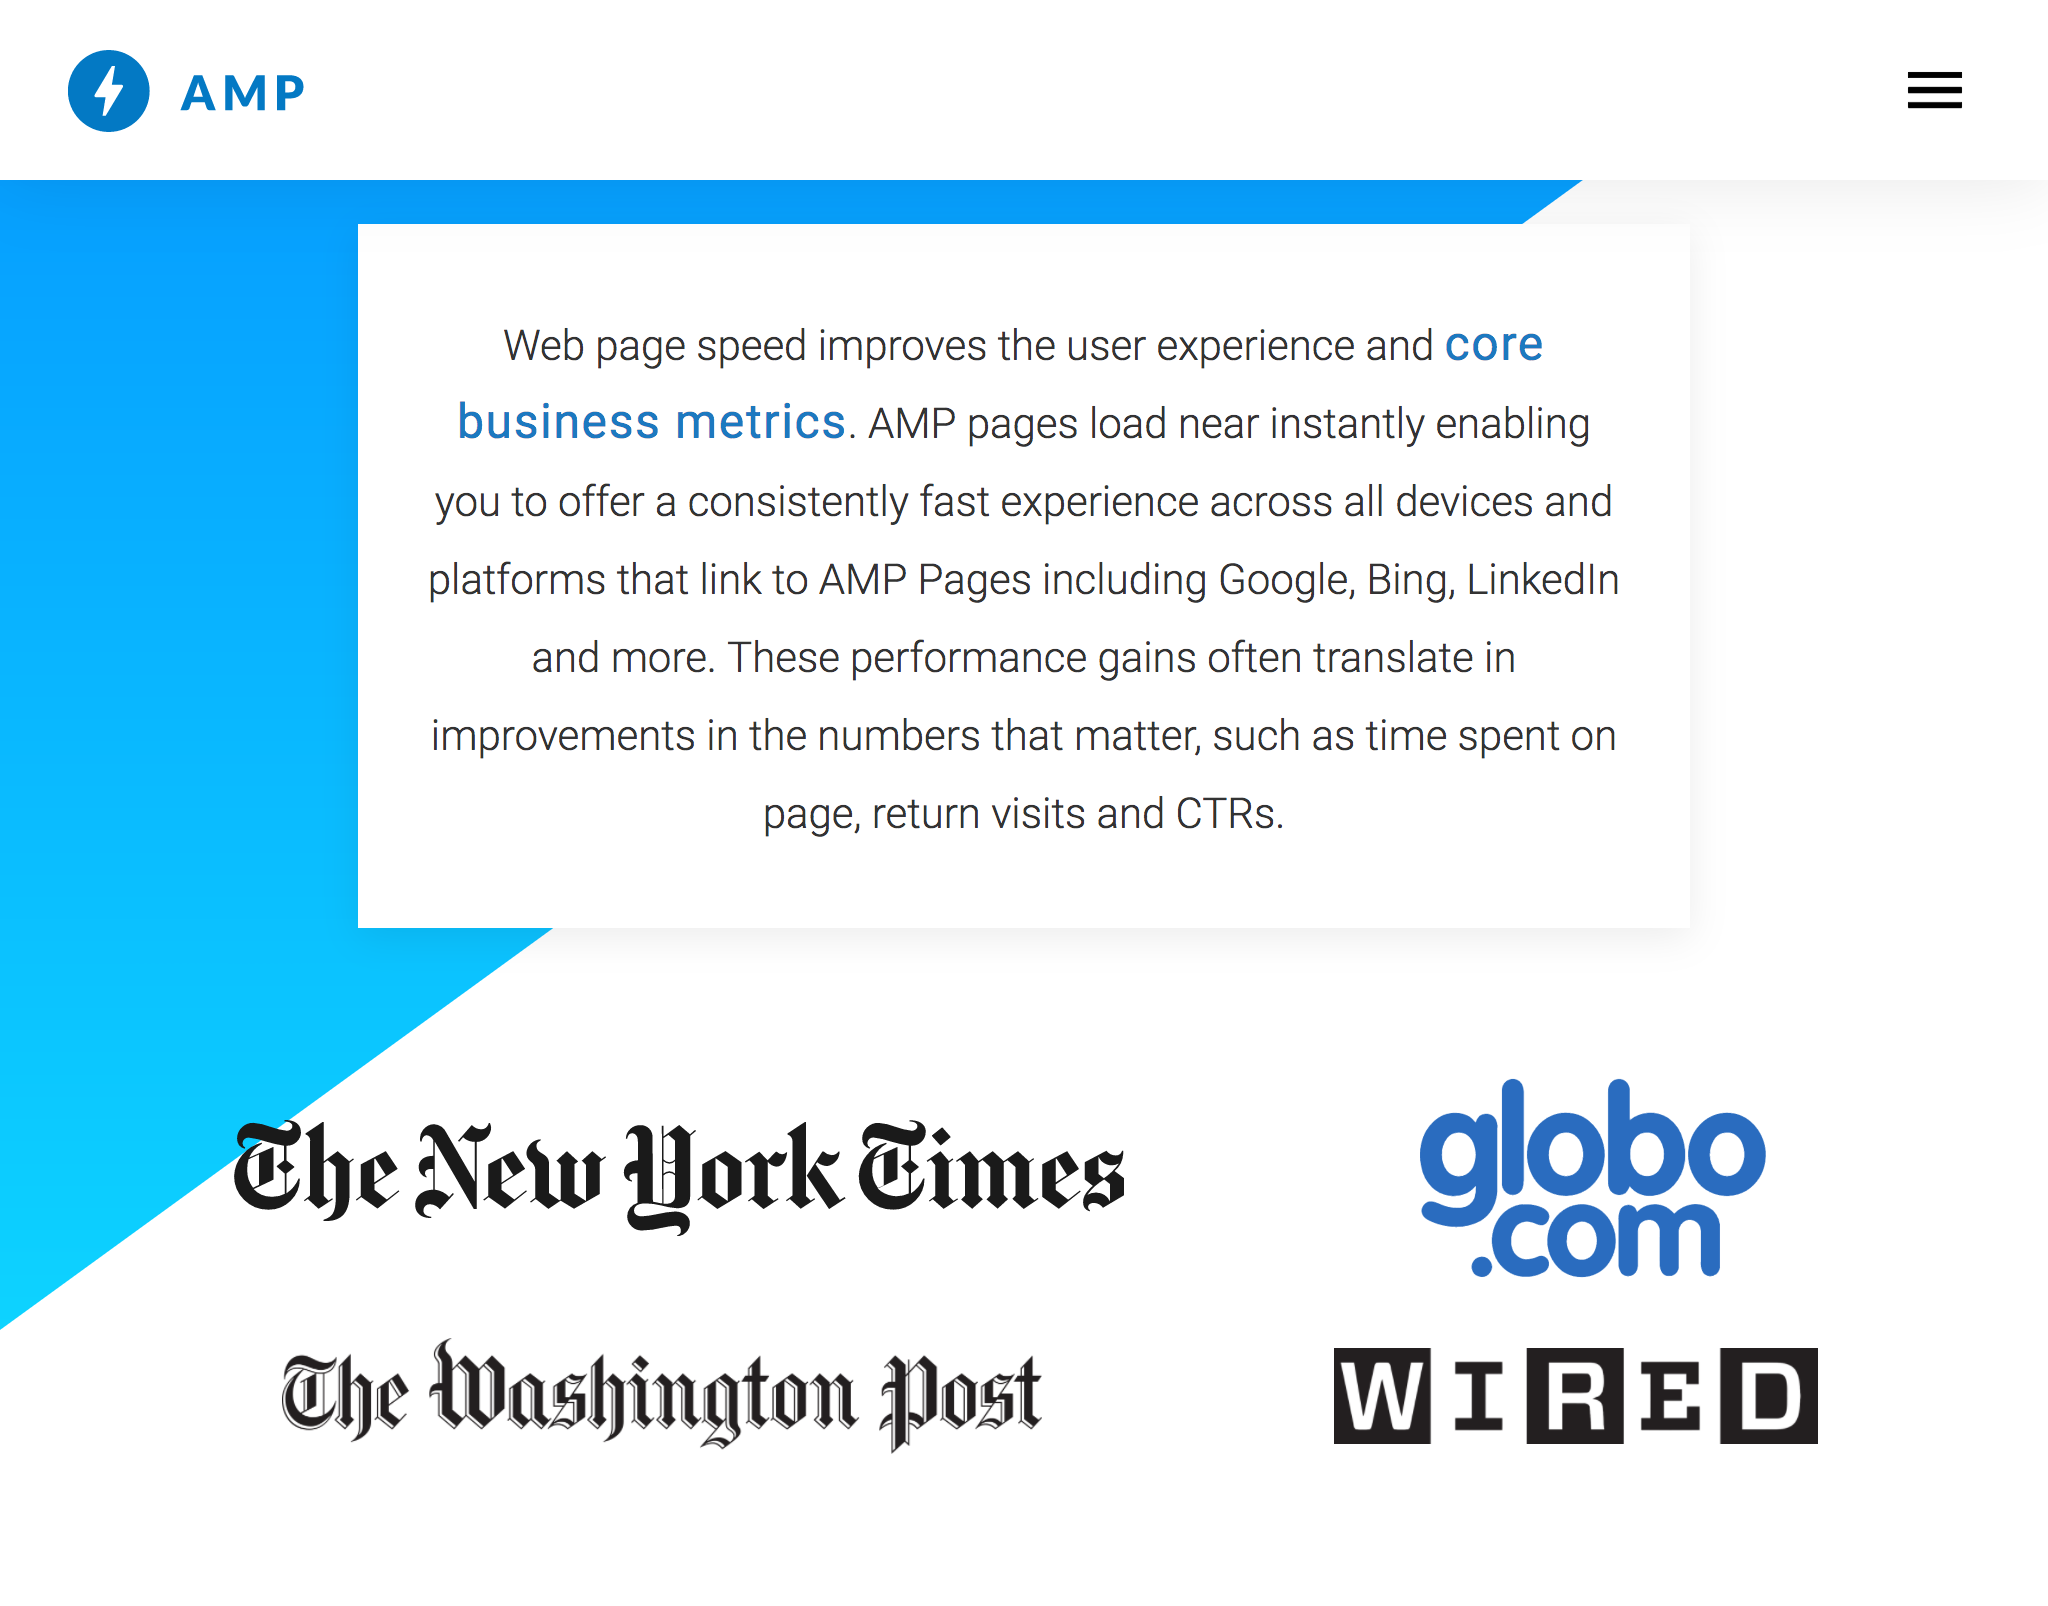 AMP
Web page speed improves the user experience and core
business metrics. AMP pages load near instantly enabling
you to offer a consistently fast experience across all devices and
platforms that link to AMP Pages including Google, Bing, LinkedIn
and more. These performance gains often translate in
improvements in the numbers that matter, such as time spent on
page, return visits and CTRs.
The New York Times
globo
.com
The Washington Post
WIRED